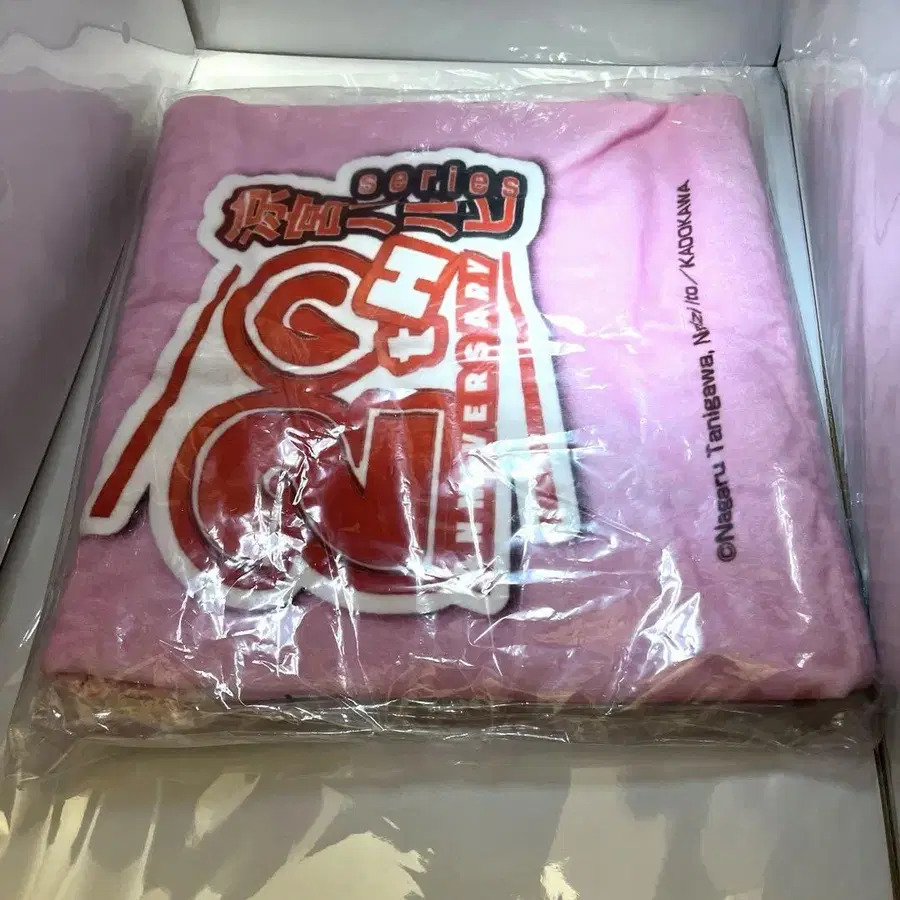 涼宮ハルヒ
series
20tH
ANNIVERSARY
©Nagaru Tanigawa, Noizi Ito／KADOKAWA